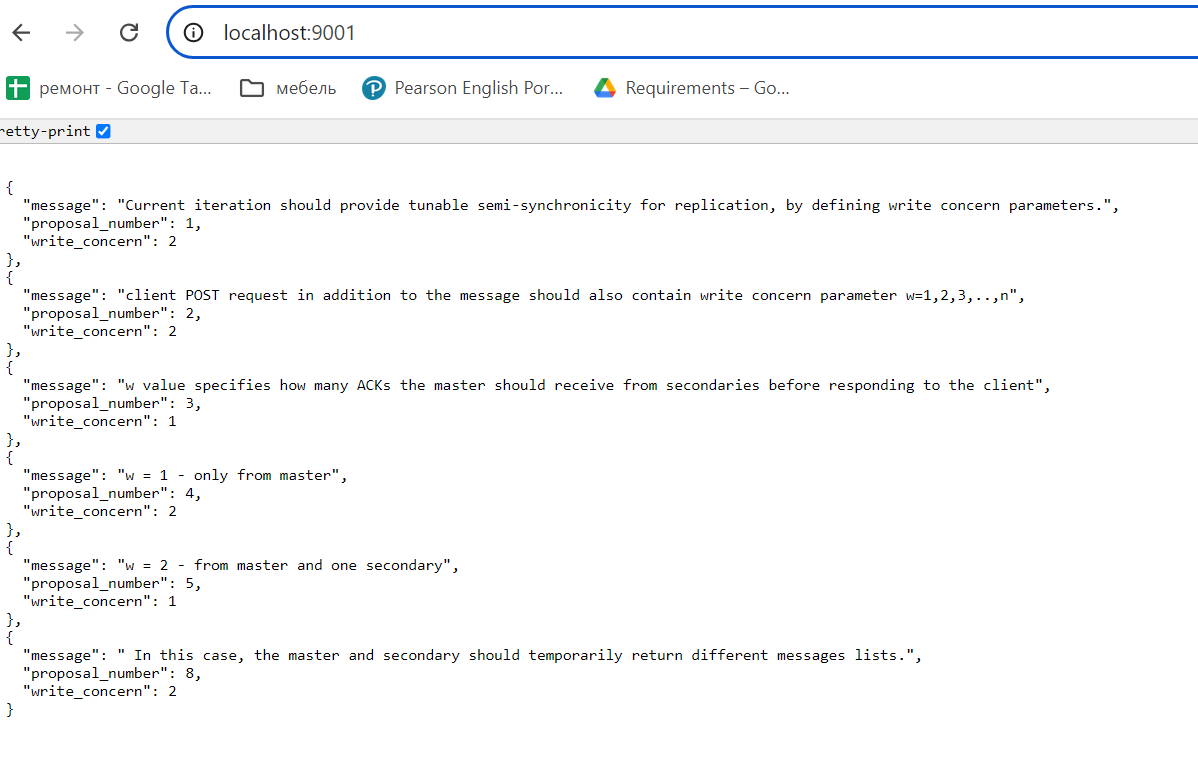 localhost:9001
ремонт - Google Ta...
мебель
Pearson English Por...
Requirements – Go...
retty-print
{
"message": "Current iteration should provide tunable semi-synchronicity for replication, by defining write concern parameters.",
"proposal_number": 1,
"write_concern": 2
},
{
"message": "client POST request in addition to the message should also contain write concern parameter w=1,2,3,..,n",
"proposal_number": 2,
"write_concern": 2
},
{
"message": "w value specifies how many ACKs the master should receive from secondaries before responding to the client",
"proposal_number": 3,
"write_concern": 1
},
{
"message": "w = 1 - only from master",
"proposal_number": 4,
"write_concern": 2
},
{
"message": "w = 2 - from master and one secondary",
"proposal_number": 5,
"write_concern": 1
},
{
"message": " In this case, the master and secondary should temporarily return different messages lists.",
"proposal_number": 8,
"write_concern": 2
}